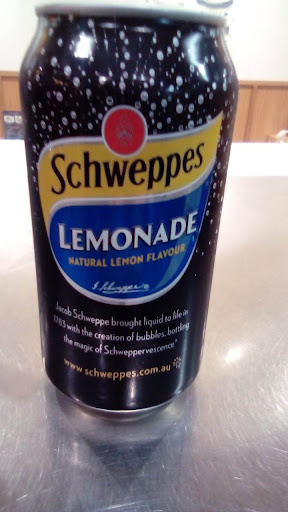 Schweppes
LEMONADE
NATURAL LEMON FLAVOUR
J. Schweppe
Jacob Schweppe brought liquid to life in
1783 with the creation of bubbles, bottling
the magic of Schweppervescence
www.schweppes.com.au